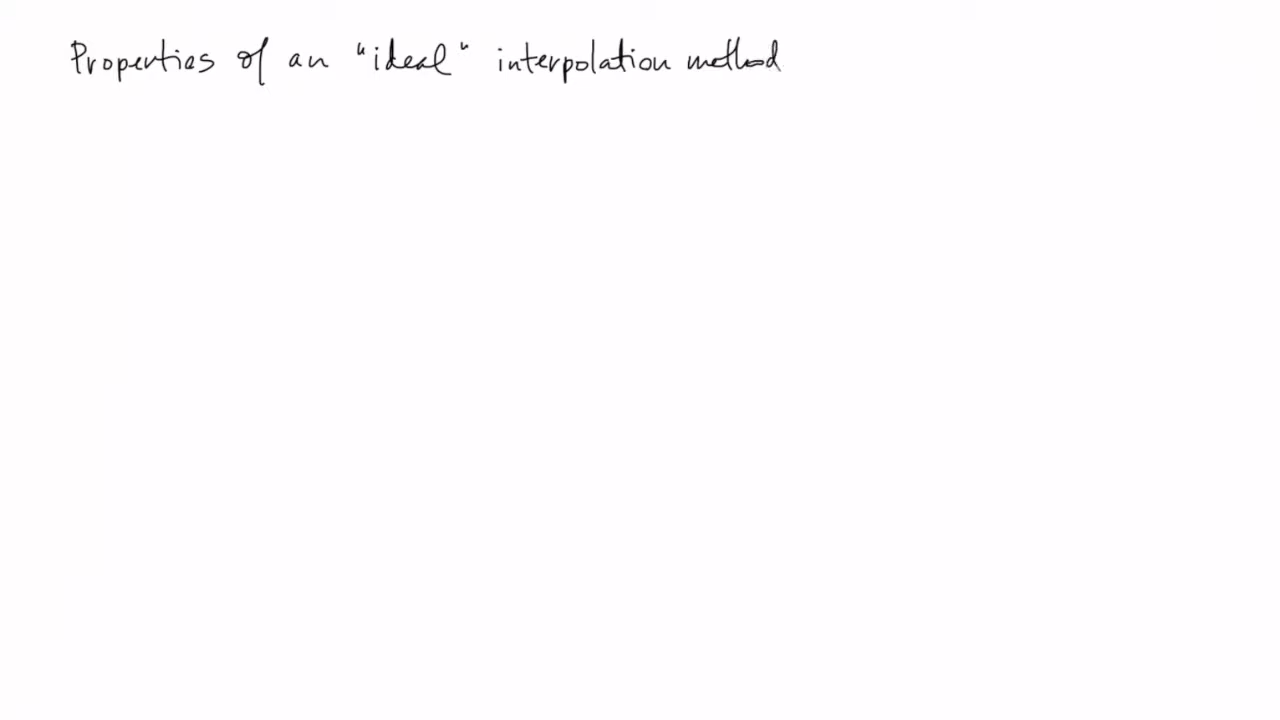 Properties of an "ideal" interpolation method